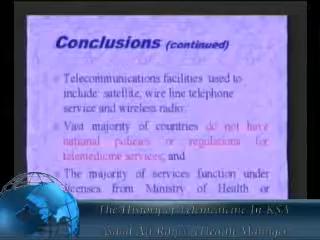 Conclusions (continued)
Telecommunications facilities used to
include: satellite, wire line telephone
service and wireless radio.
Vast majority of countries do not have
national policies or regulations for
telemedicine services; and
The majority of services function under
licenses from Ministry of Health or
The History of Telemedicine In KSA
Manager